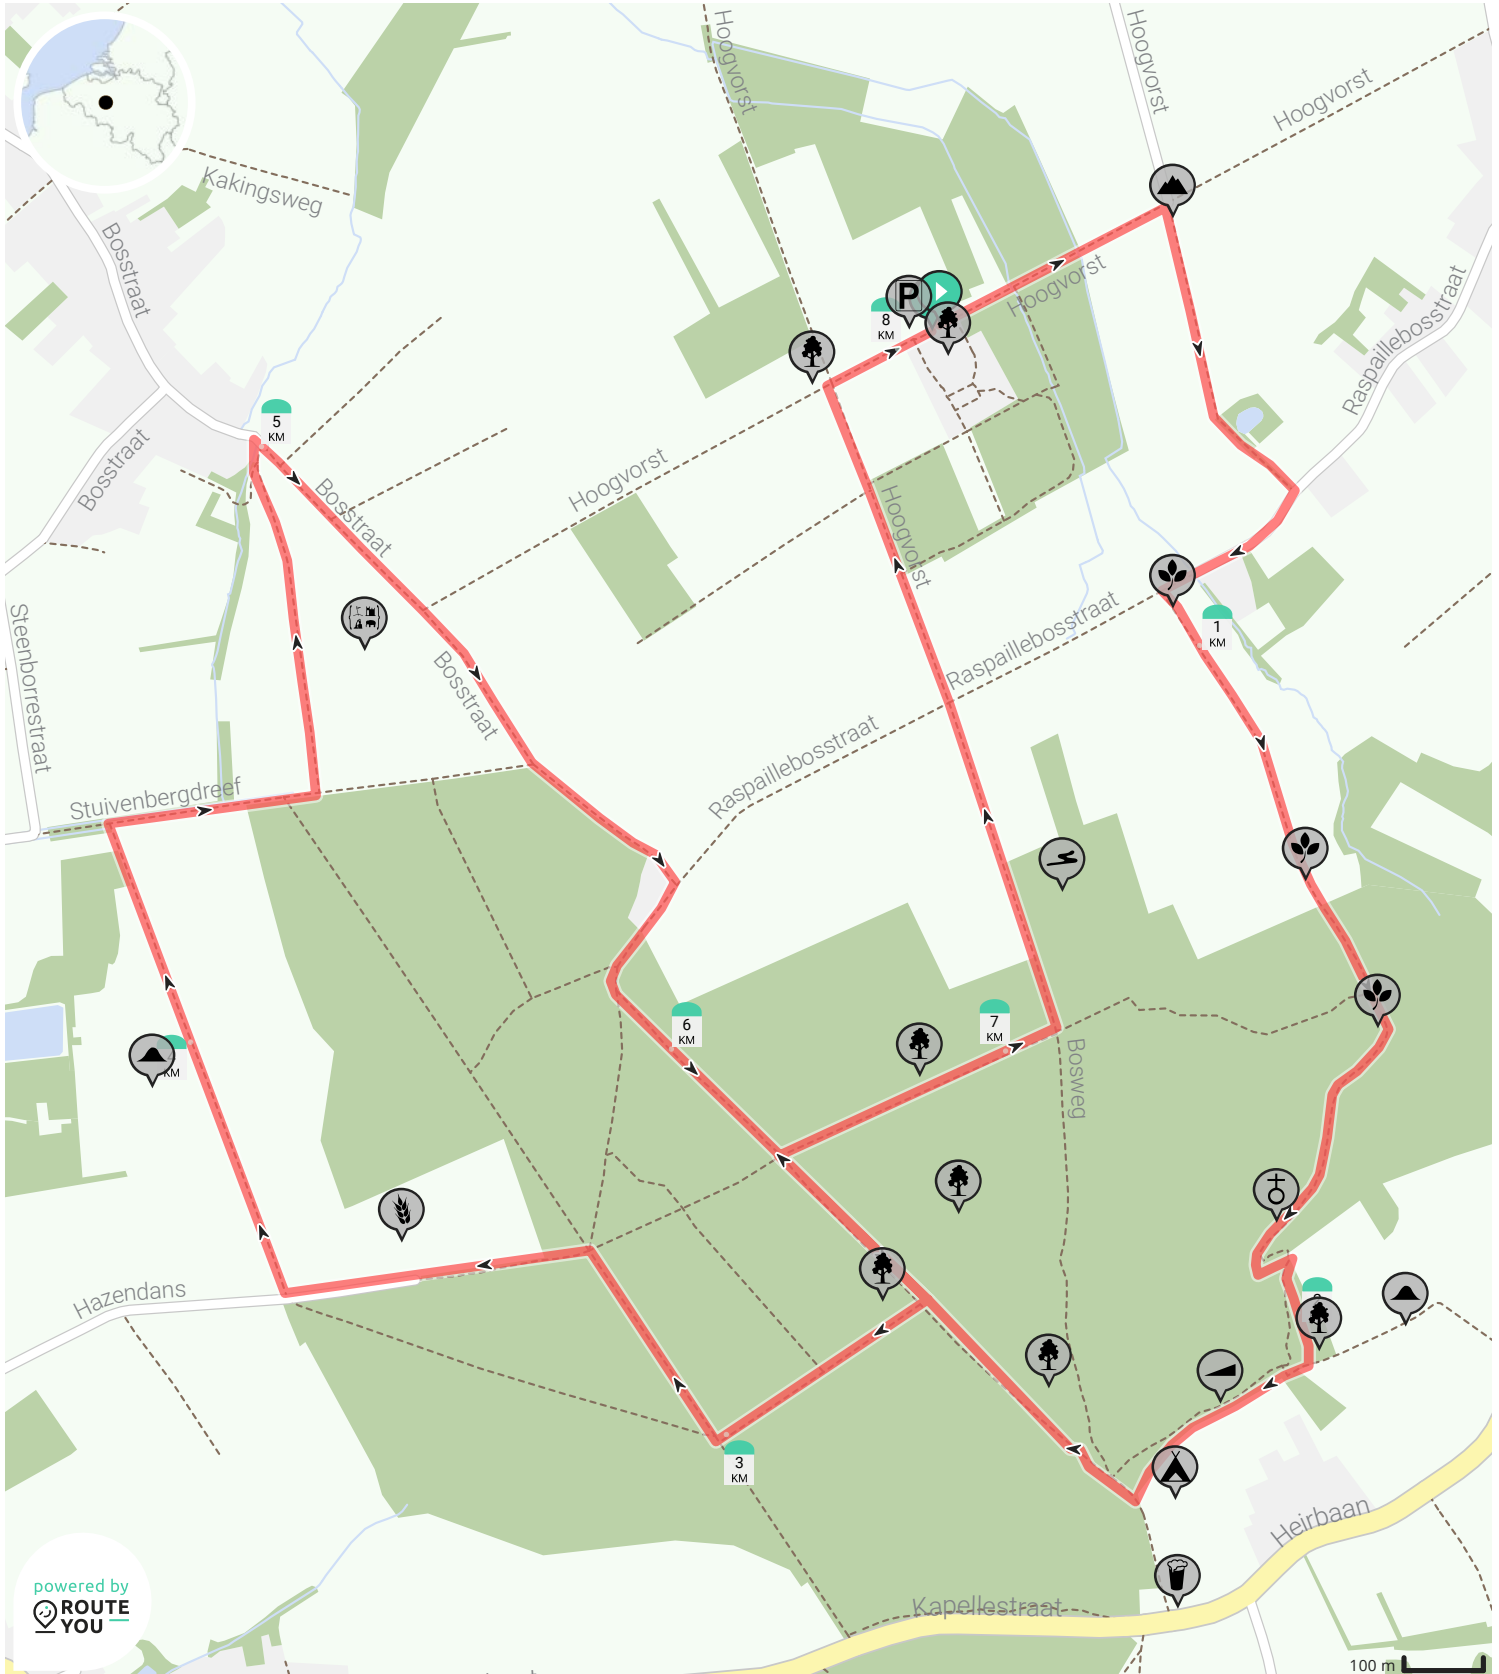 Hoogvorst
Hoogvorst
Hoogvorst
Kakingsweg
Bosstraat
Hoogvorst
Raspaillebosstraat
P
8
KM
5
KM
Bosstraat
Hoogvorst
Bosstraat
Hoogvorst
Steenborrestraat
Raspaillebosstraat
1
KM
Bosstraat
Raspaillebosstraat
Stuivenbergdreef
6
KM
7
KM
KM
Bosweg
Hazendans
3
KM
Heirbaan
Kapellestraat
powered by
ROUTE
YOU
100 m